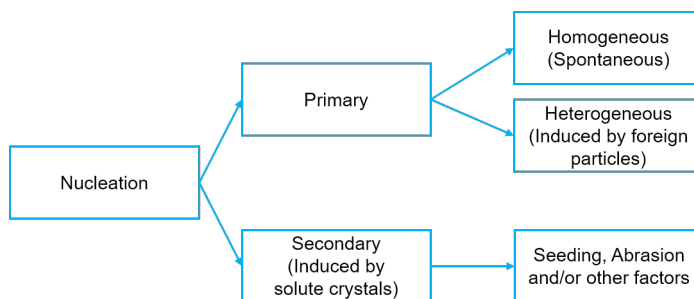 Homogeneous
(Spontaneous)
Primary
Heterogeneous
(Induced by foreign
particles)
Nucleation
Secondary
(Induced by
solute crystals)
Seeding, Abrasion
and/or other factors